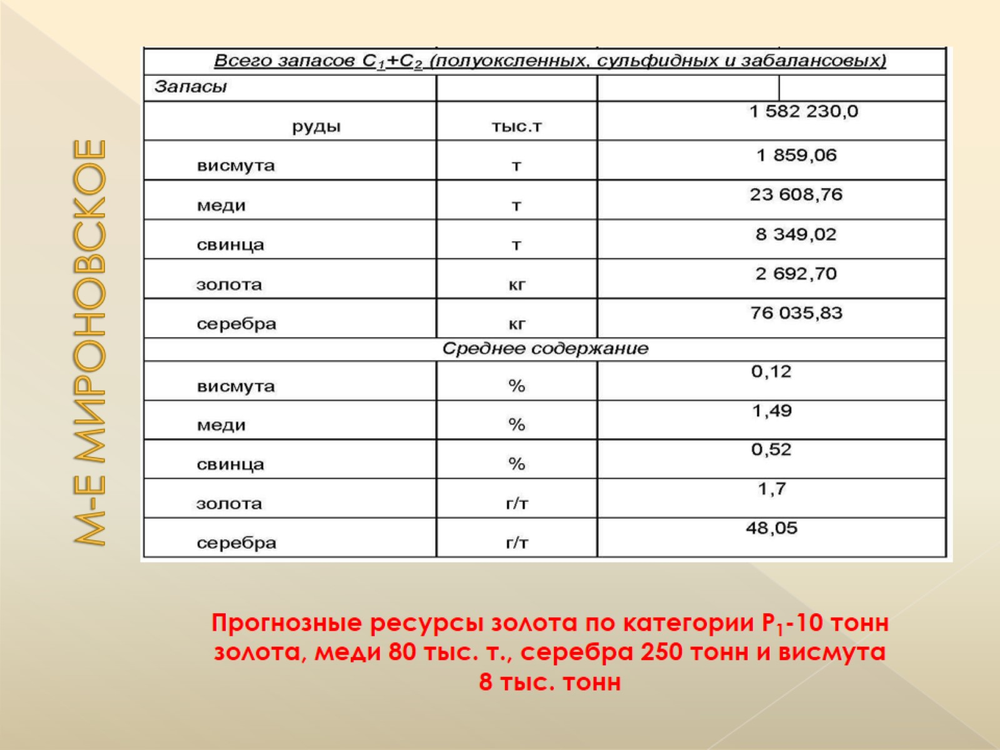 М-Е МИРОНОВСКОЕ
Всего запасов С₁+С₂ (полуоксленных, сульфидных и забалансовых)
Запасы
руды тыс.т 1 582 230,0
висмута т 1 859,06
меди т 23 608,76
свинца т 8 349,02
золота кг 2 692,70
серебра кг 76 035,83
Среднее содержание
висмута % 0,12
меди % 1,49
свинца % 0,52
золота г/т 1,7
серебра г/т 48,05
Прогнозные ресурсы золота по категории Р₁-10 тонн
золота, меди 80 тыс. т., серебра 250 тонн и висмута
8 тыс. тонн